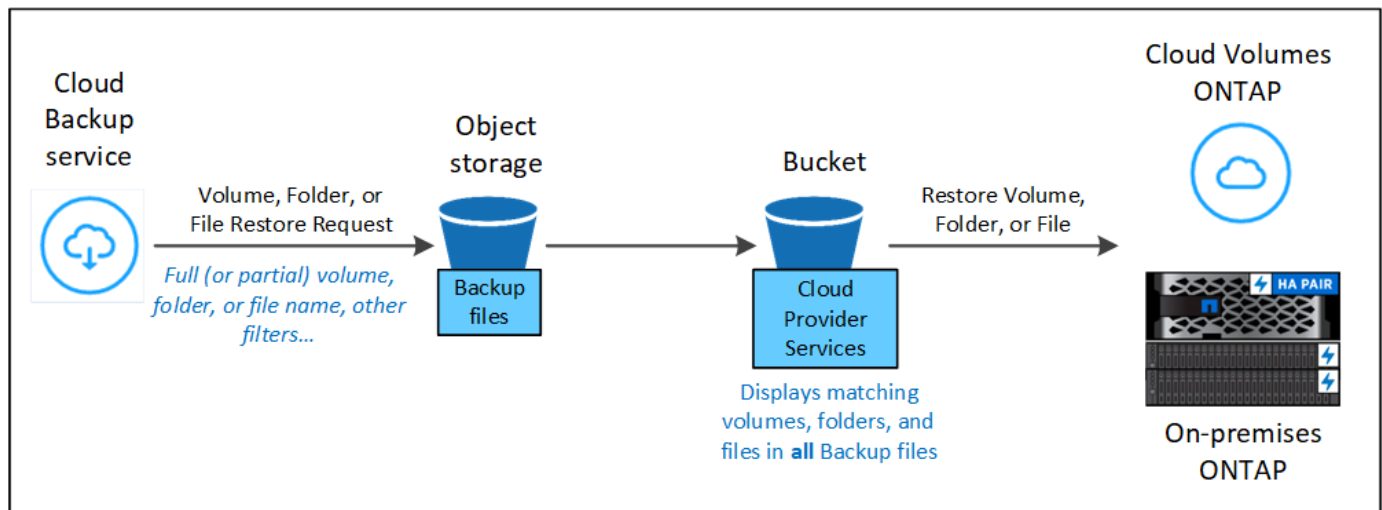 Cloud
Backup
service
Volume, Folder, or
File Restore Request
Full (or partial) volume,
folder, or file name, other
filters...
Object
storage
Backup
files
Bucket
Cloud
Provider
Services
Displays matching
volumes, folders, and
files in all Backup files
Restore Volume,
Folder, or File
Cloud Volumes
ONTAP
HA PAIR
On-premises
ONTAP